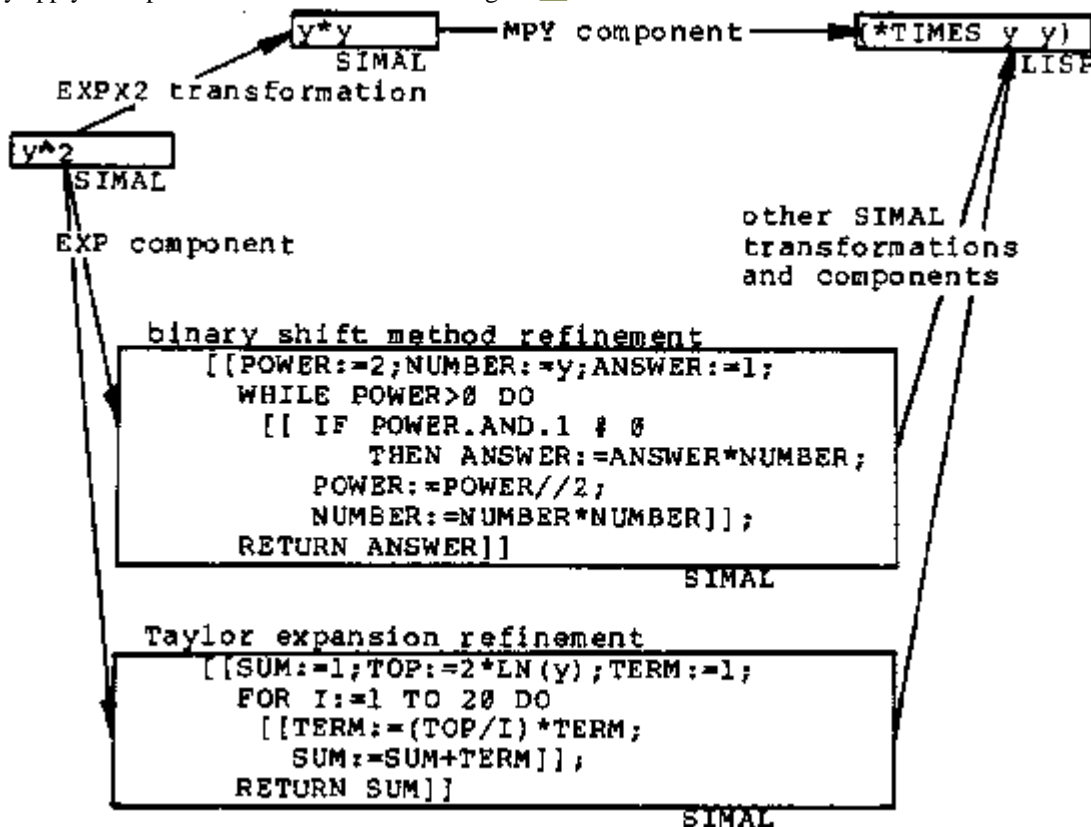 y*y
MPY component
(*TIMES y y)
SIMAL
LISP
EXPX2 transformation
y^2
SIMAL
EXP component
other SIMAL
transformations
and components
binary shift method refinement
[[POWER:=2;NUMBER:=y;ANSWER:=1;
WHILE POWER>0 DO
[[ IF POWER.AND.1 # 0
THEN ANSWER:=ANSWER*NUMBER;
POWER:=POWER//2;
NUMBER:=NUMBER*NUMBER]];
RETURN ANSWER]]
SIMAL
Taylor expansion refinement
[[SUM:=1;TOP:=2*LN(y);TERM:=1;
FOR I:=1 TO 20 DO
[[TERM:=(TOP/I)*TERM;
SUM:=SUM+TERM]];
RETURN SUM]]
SIMAL